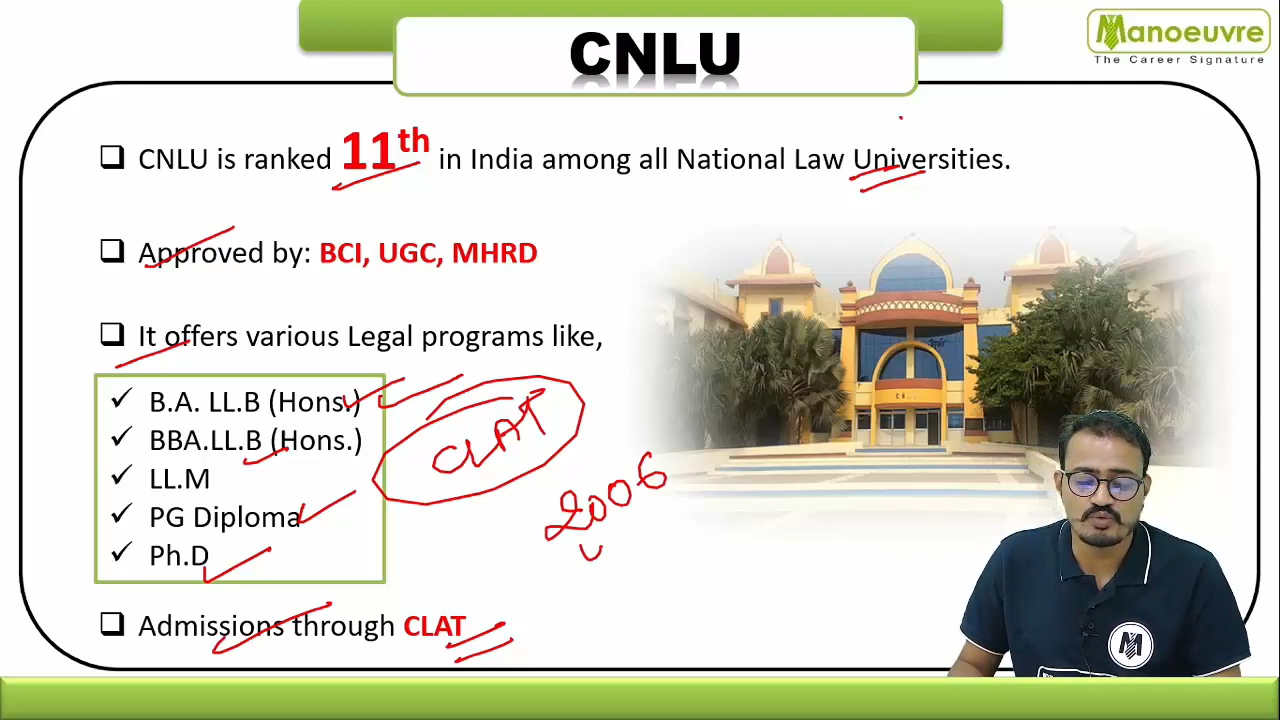 CNLU
Manoeuvre
The Career Signature
CNLU is ranked 11th in India among all National Law Universities.
Approved by: BCI, UGC, MHRD
It offers various Legal programs like,
B.A. LL.B (Hons.)
BBA.LL.B (Hons.)
LL.M
PG Diploma
Ph.D
CLAT
2006
Admissions through CLAT
M